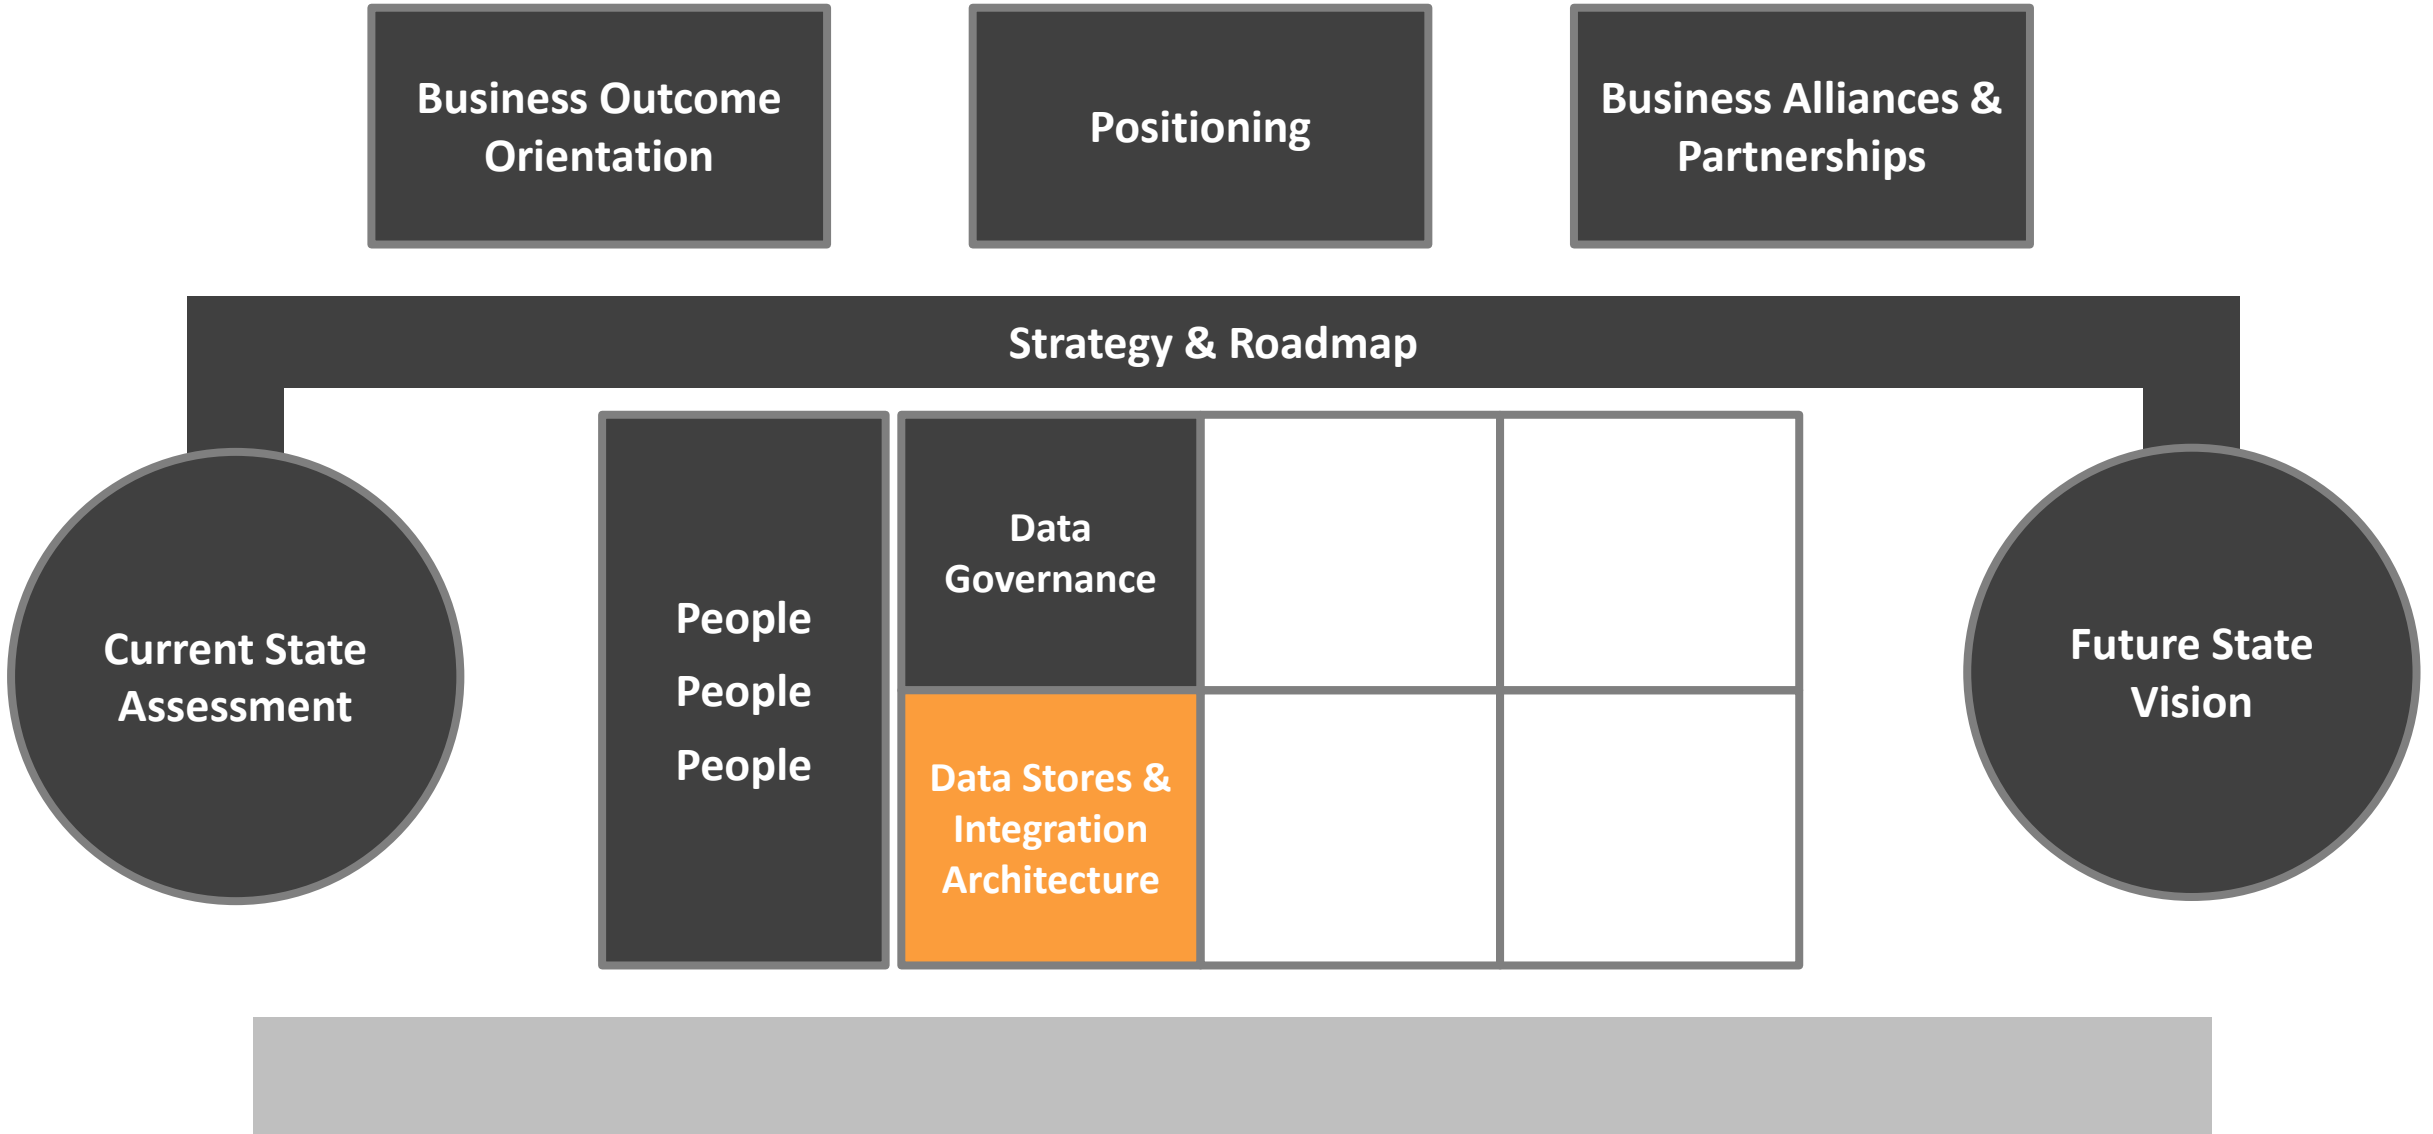 Business Outcome
Orientation
Positioning
Business Alliances &
Partnerships
Strategy & Roadmap
Current State
Assessment
People
People
People
Data
Governance
Data Stores &
Integration
Architecture
Future State
Vision